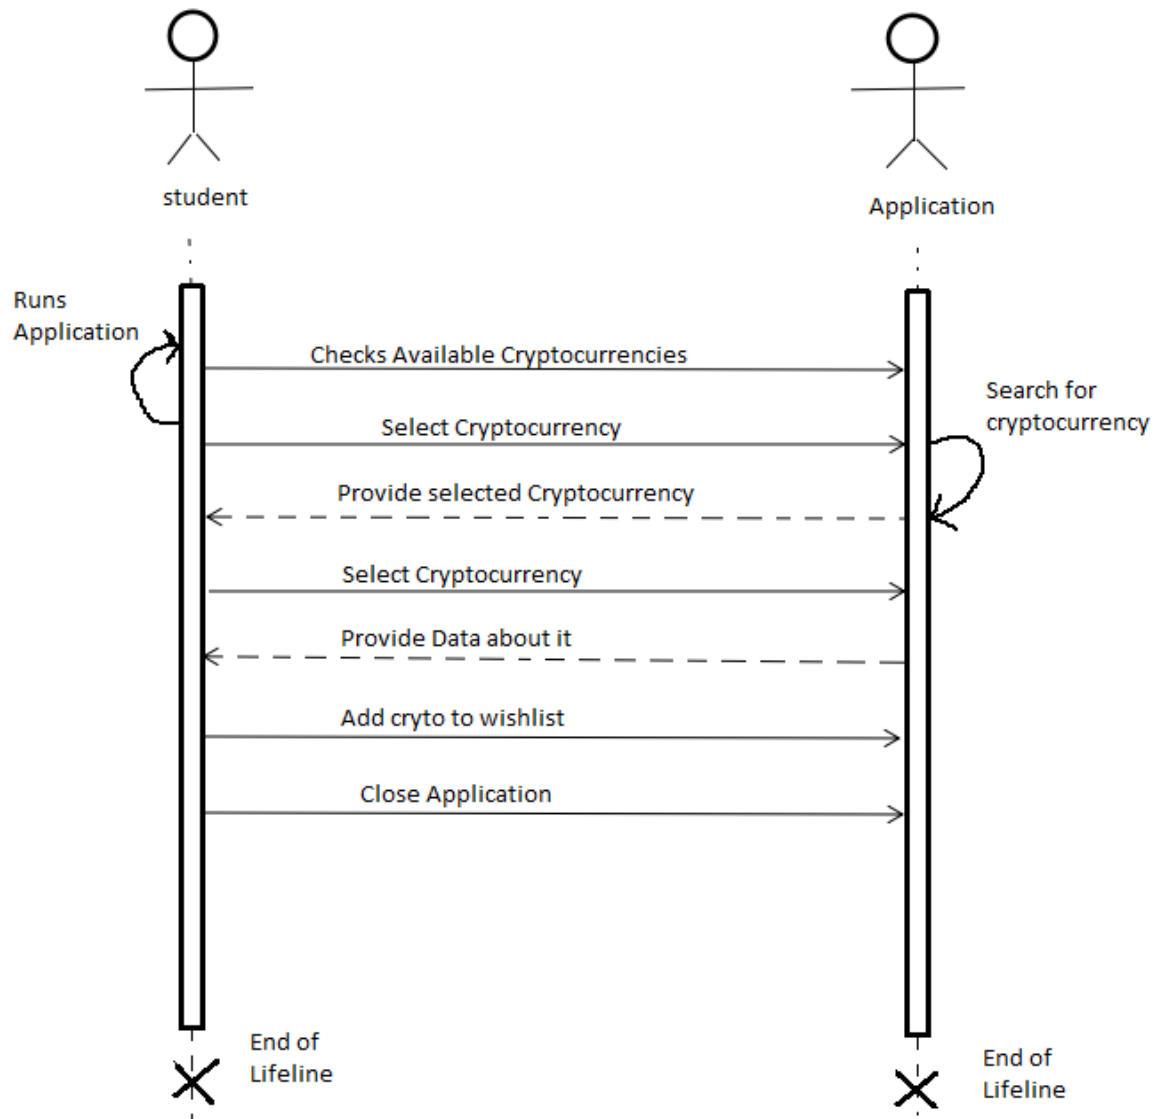 student
Application
Runs
Application
Checks Available Cryptocurrencies
Search for
cryptocurrency
Select Cryptocurrency
Provide selected Cryptocurrency
Select Cryptocurrency
Provide Data about it
Add cryto to wishlist
Close Application
End of
Lifeline
End of
Lifeline